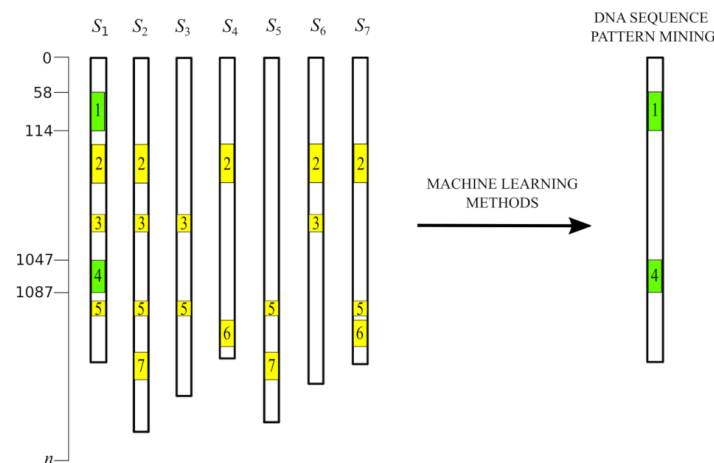 S1 S2 S3 S4 S5 S6 S7
DNA SEQUENCE
PATTERN MINING
0
58
1 1
114
2 2 2 2 2
MACHINE LEARNING
METHODS
3 3 3 3
1047
4 4
1087
5 5 5 5 5
6 6
7 7
n